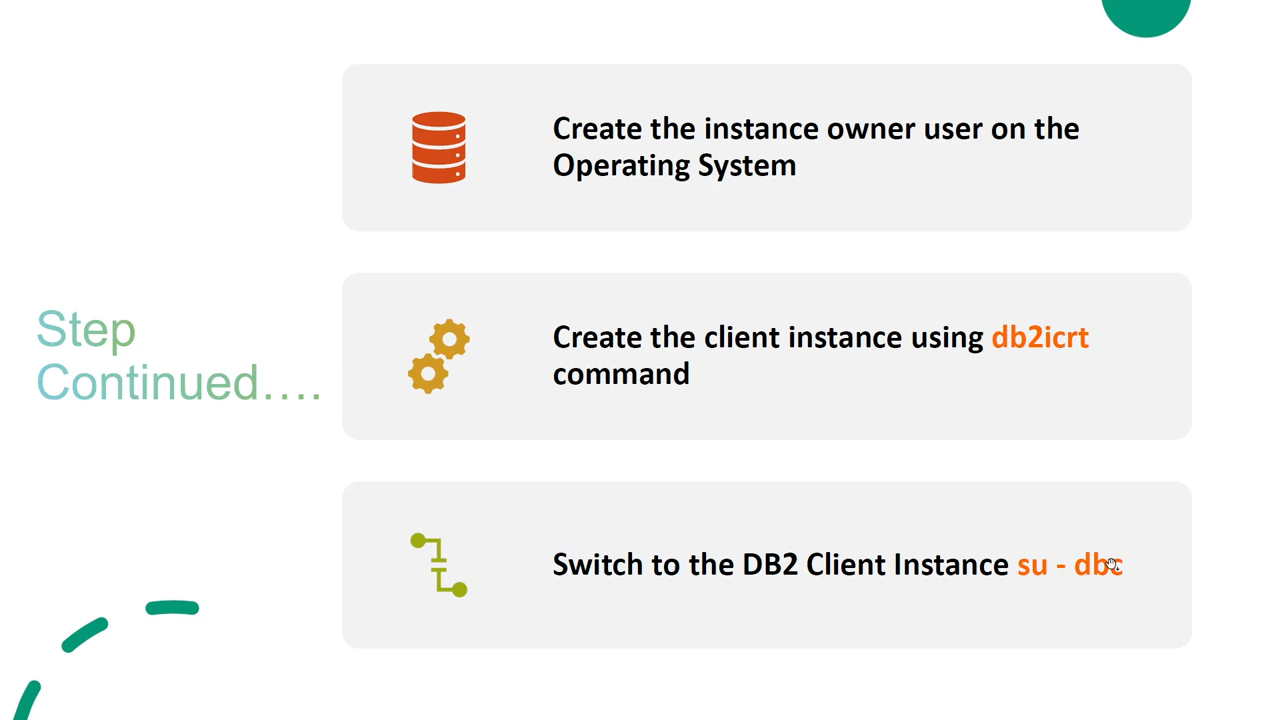 Create the instance owner user on the
Operating System
Step
Continued....
Create the client instance using db2icrt
command
Switch to the DB2 Client Instance su - dbc